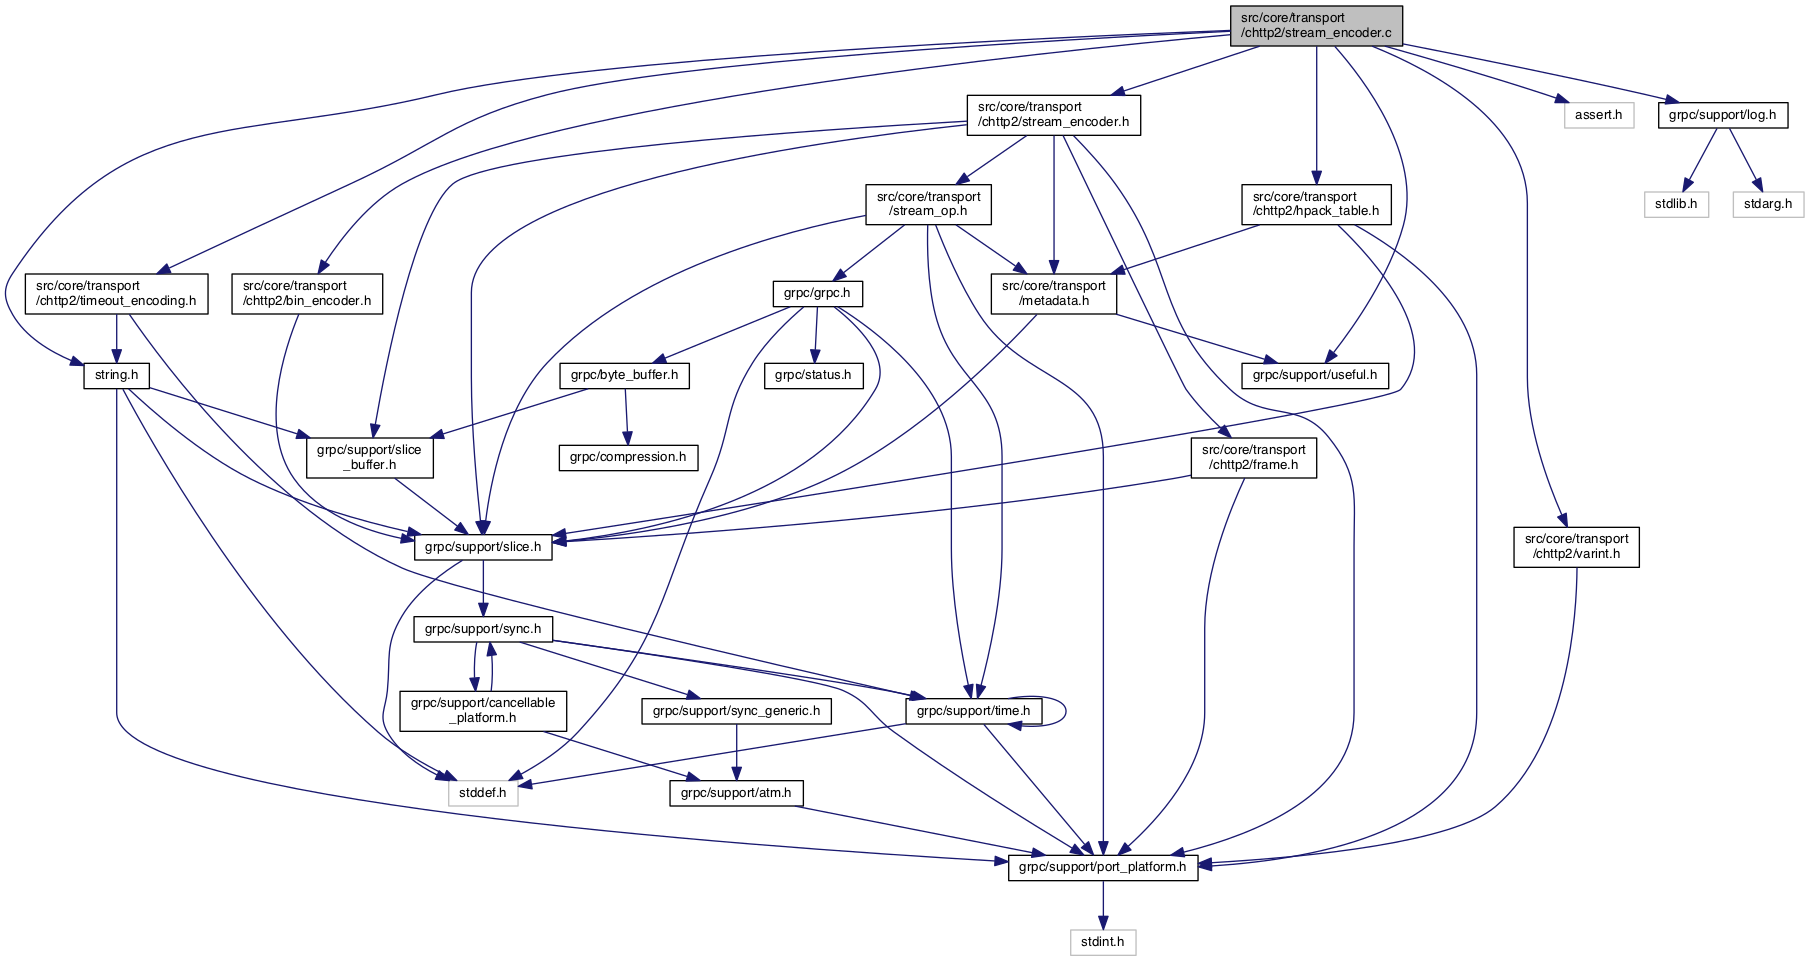 src/core/transport
/chttp2/stream_encoder.c
src/core/transport
/chttp2/stream_encoder.h
assert.h
grpc/support/log.h
src/core/transport
/stream_op.h
src/core/transport
/chttp2/hpack_table.h
stdlib.h
stdarg.h
src/core/transport
/chttp2/timeout_encoding.h
src/core/transport
/chttp2/bin_encoder.h
grpc/grpc.h
src/core/transport
/metadata.h
string.h
grpc/byte_buffer.h
grpc/status.h
grpc/support/useful.h
grpc/support/slice
_buffer.h
grpc/compression.h
src/core/transport
/chttp2/frame.h
grpc/support/slice.h
src/core/transport
/chttp2/varint.h
grpc/support/sync.h
grpc/support/cancellable
_platform.h
grpc/support/sync_generic.h
grpc/support/time.h
stddef.h
grpc/support/atm.h
grpc/support/port_platform.h
stdint.h